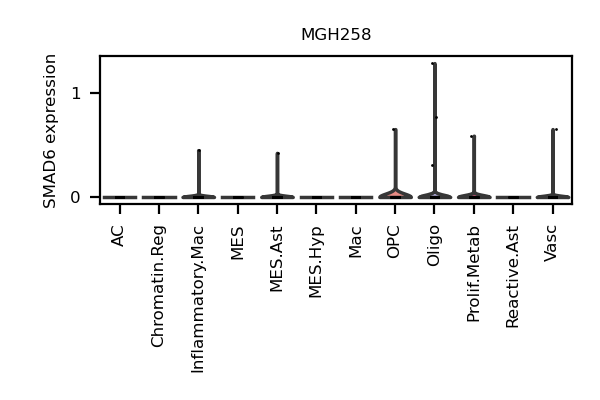 MGH258
SMAD6 expression
1
0
AC
Chromatin.Reg
Inflammatory.Mac
MES
MES.Ast
MES.Hyp
Mac
OPC
Oligo
Prolif.Metab
Reactive.Ast
Vasc